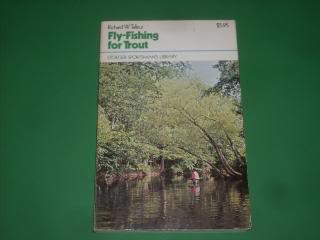 Richard W. Talleur
$5.95
Fly-Fishing
for Trout
STOEGER SPORTSMAN'S LIBRARY